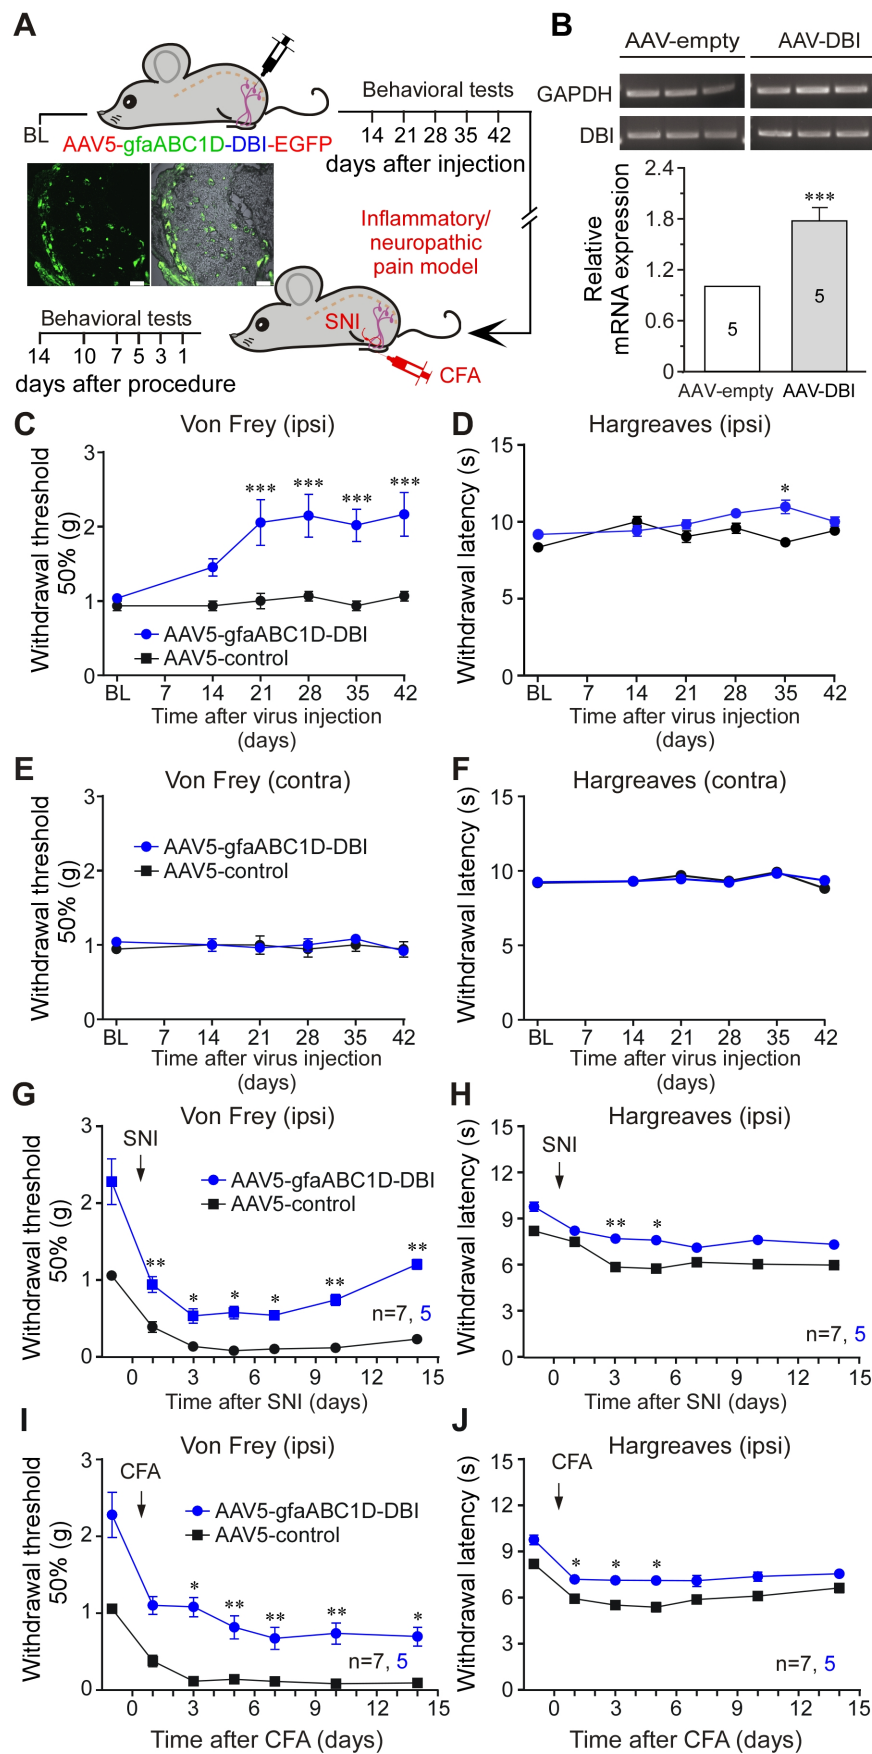 A
BL
AAV5-gfaABC1D-DBI-EGFP
Behavioral tests
14 21 28 35 42
days after injection
Inflammatory/
neuropathic
pain model
SNI
CFA
Behavioral tests
14 10 7 5 3 1
days after procedure
B
AAV-empty AAV-DBI
GAPDH
DBI
Relative
mRNA expression
2.4
1.8
1.2
0.6
0
***
5
5
AAV-empty AAV-DBI
C
Von Frey (ipsi)
Withdrawal threshold
50% (g)
3
2
1
0
*** *** *** ***
AAV5-gfaABC1D-DBI
AAV5-control
BL 7 14 21 28 35 42
Time after virus injection
(days)
D
Hargreaves (ipsi)
Withdrawal latency (s)
15
10
5
0
*
BL 7 14 21 28 35 42
Time after virus injection
(days)
E
Von Frey (contra)
Withdrawal threshold
50% (g)
3
2
1
0
AAV5-gfaABC1D-DBI
AAV5-control
BL 7 14 21 28 35 42
Time after virus injection
(days)
F
Hargreaves (contra)
Withdrawal latency (s)
15
10
5
0
BL 7 14 21 28 35 42
Time after virus injection
(days)
G
Von Frey (ipsi)
Withdrawal threshold
50% (g)
3
2
1
0
SNI
AAV5-gfaABC1D-DBI
AAV5-control
** * * * ** **
n=7, 5
0 3 6 9 12 15
Time after SNI (days)
H
Hargreaves (ipsi)
Withdrawal latency (s)
15
12
9
6
3
0
SNI
** *
n=7, 5
0 3 6 9 12 15
Time after SNI (days)
I
Von Frey (ipsi)
Withdrawal threshold
50% (g)
3
2
1
0
CFA
AAV5-gfaABC1D-DBI
AAV5-control
* ** ** ** *
n=7, 5
0 3 6 9 12 15
Time after CFA (days)
J
Hargreaves (ipsi)
Withdrawal latency (s)
15
12
9
6
3
0
CFA
* * *
n=7, 5
0 3 6 9 12 15
Time after CFA (days)